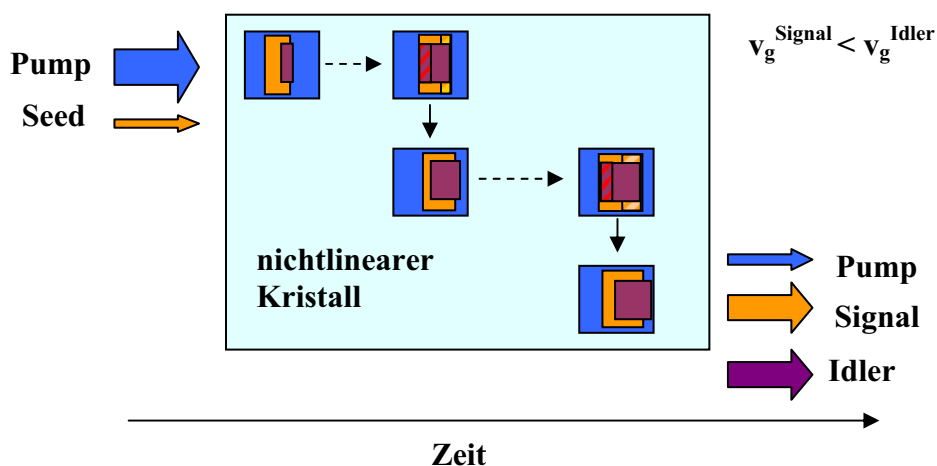 Pump
Seed
v_g^Signal < v_g^Idler
nichtlinearer
Kristall
Pump
Signal
Idler
Zeit